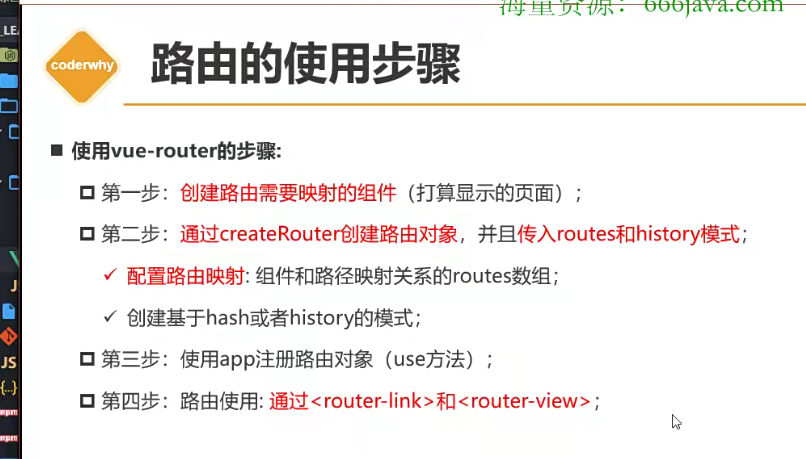 海量资源：666java.com
coderwhy
路由的使用步骤
使用vue-router的步骤:
第一步：创建路由需要映射的组件（打算显示的页面）;
第二步：通过createRouter创建路由对象，并且传入routes和history模式;
配置路由映射: 组件和路径映射关系的routes数组;
创建基于hash或者history的模式;
第三步：使用app注册路由对象（use方）法;
第四步：路由使用: 通过<router-link>和<router-view>;
JS
{..}
npm
npm